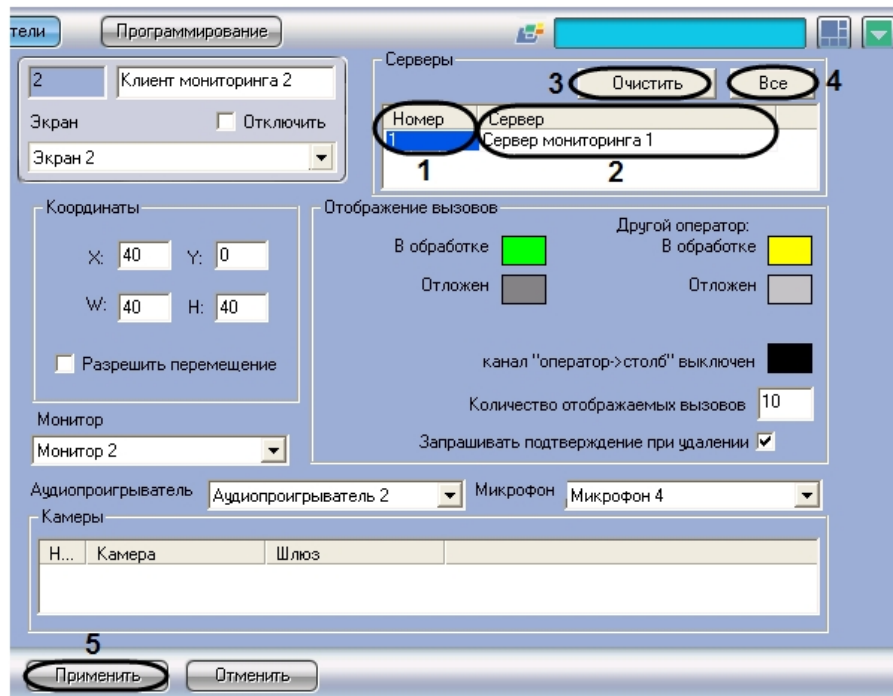 тели Программирование
Серверы
2 Клиент мониторинга 2
3 Очистить Все 4
Экран Отключить
Номер Сервер
1 Сервер мониторинга 1
Экран 2
1 2
Координаты
Отображение вызовов
Другой оператор:
В обработке В обработке
X: 40 Y: 0
Отложен Отложен
W: 40 H: 40
Разрешить перемещение
канал "оператор->столб" выключен
Количество отображаемых вызовов 10
Монитор
Запрашивать подтверждение при удалении
Монитор 2
Аудиопроигрыватель Аудиопроигрыватель 2 Микрофон Микрофон 4
Камеры
Н... Камера Шлюз
5
Применить Отменить